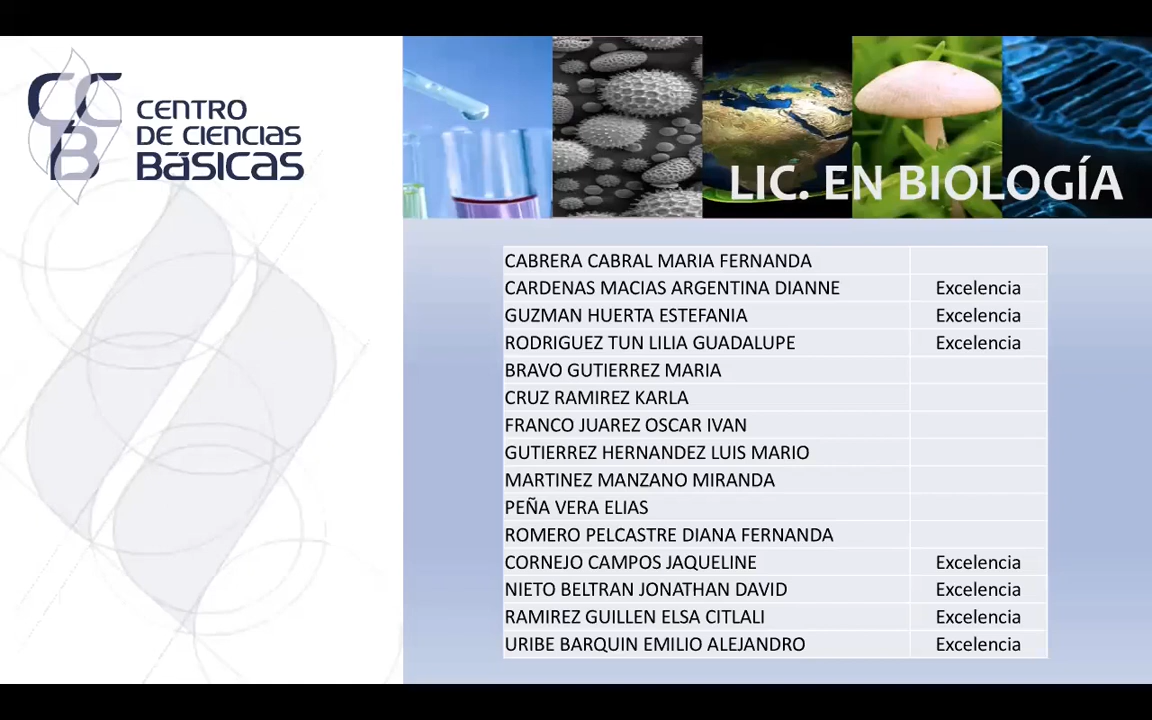 CCB
CENTRO
DE CIENCIAS
BáSICAS
LIC. EN BIOLOGÍA
CABRERA CABRAL MARIA FERNANDA
CARDENAS MACIAS ARGENTINA DIANNE Excelencia
GUZMAN HUERTA ESTEFANIA Excelencia
RODRIGUEZ TUN LILIA GUADALUPE Excelencia
BRAVO GUTIERREZ MARIA
CRUZ RAMIREZ KARLA
FRANCO JUAREZ OSCAR IVAN
GUTIERREZ HERNANDEZ LUIS MARIO
MARTINEZ MANZANO MIRANDA
PEÑA VERA ELIAS
ROMERO PELCASTRE DIANA FERNANDA
CORNEJO CAMPOS JAQUELINE Excelencia
NIETO BELTRAN JONATHAN DAVID Excelencia
RAMIREZ GUILLEN ELSA CITLALI Excelencia
URIBE BARQUIN EMILIO ALEJANDRO Excelencia